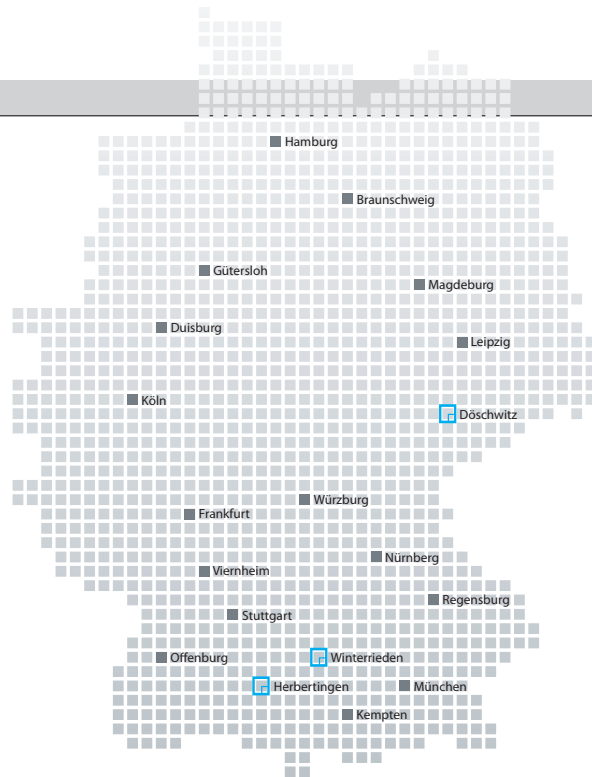 Hamburg
Braunschweig
Gütersloh
Magdeburg
Duisburg
Leipzig
Köln
Döschwitz
Würzburg
Frankfurt
Nürnberg
Viernheim
Regensburg
Stuttgart
Offenburg
Winterrieden
Herbertingen
München
Kempten